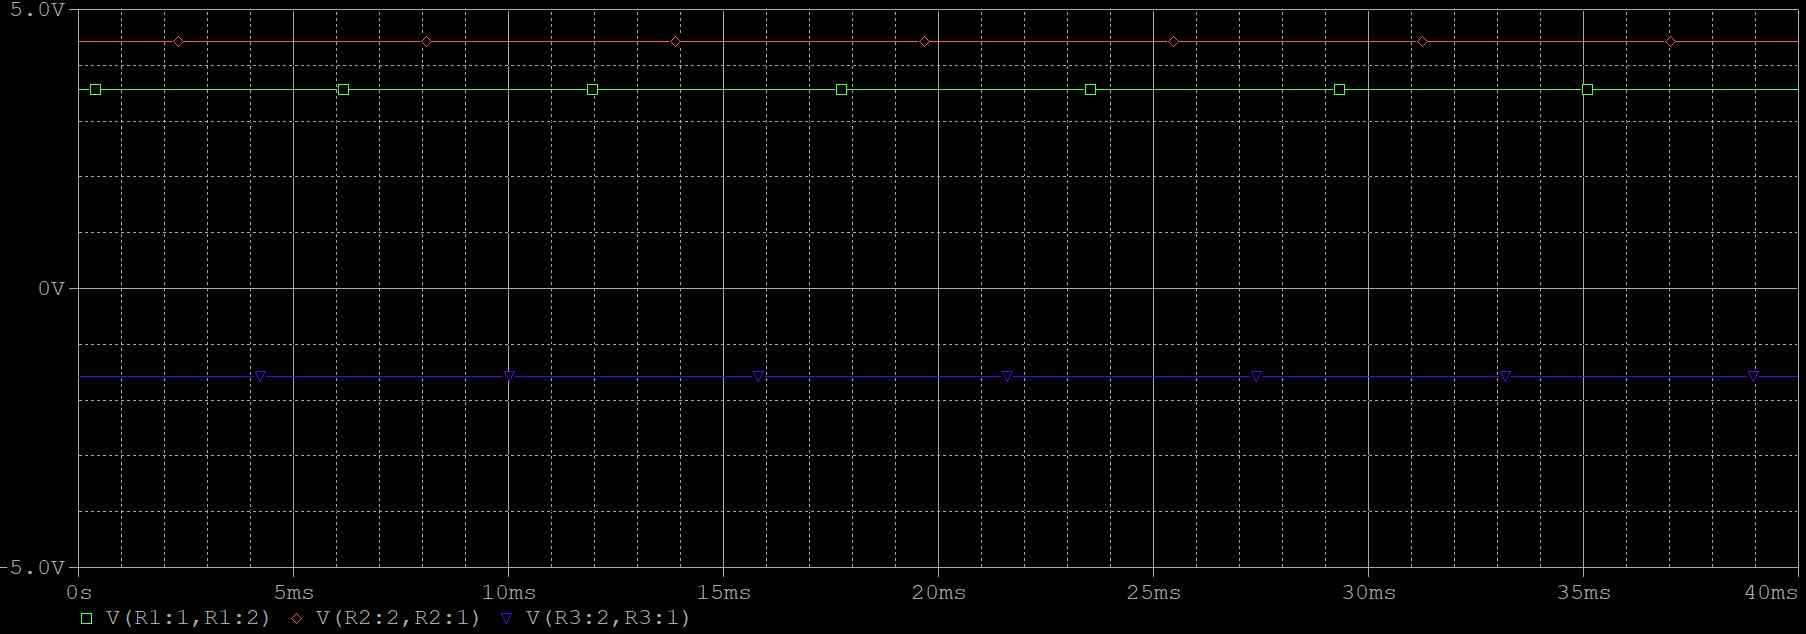 5.0V
0V
-5.0V
0s 5ms 10ms 15ms 20ms 25ms 30ms 35ms 40ms
V(R1:1,R1:2) V(R2:2,R2:1) V(R3:2,R3:1)